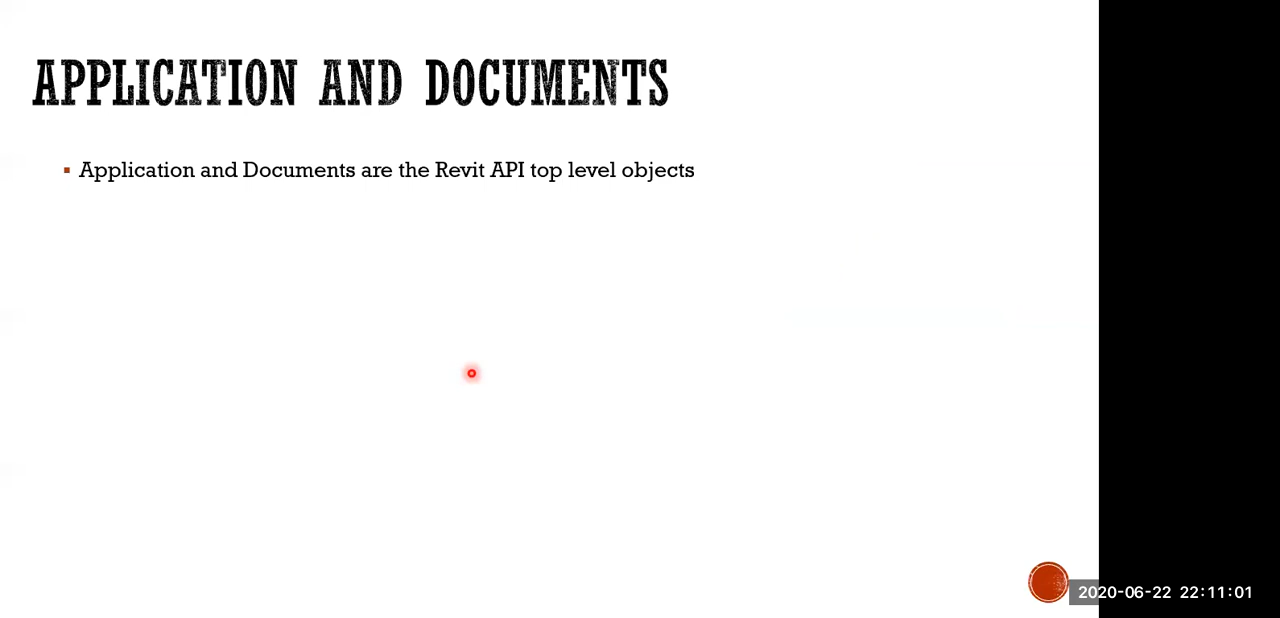 APPLICATION AND DOCUMENTS
Application and Documents are the Revit API top level objects
2020-06-22 22:11:01